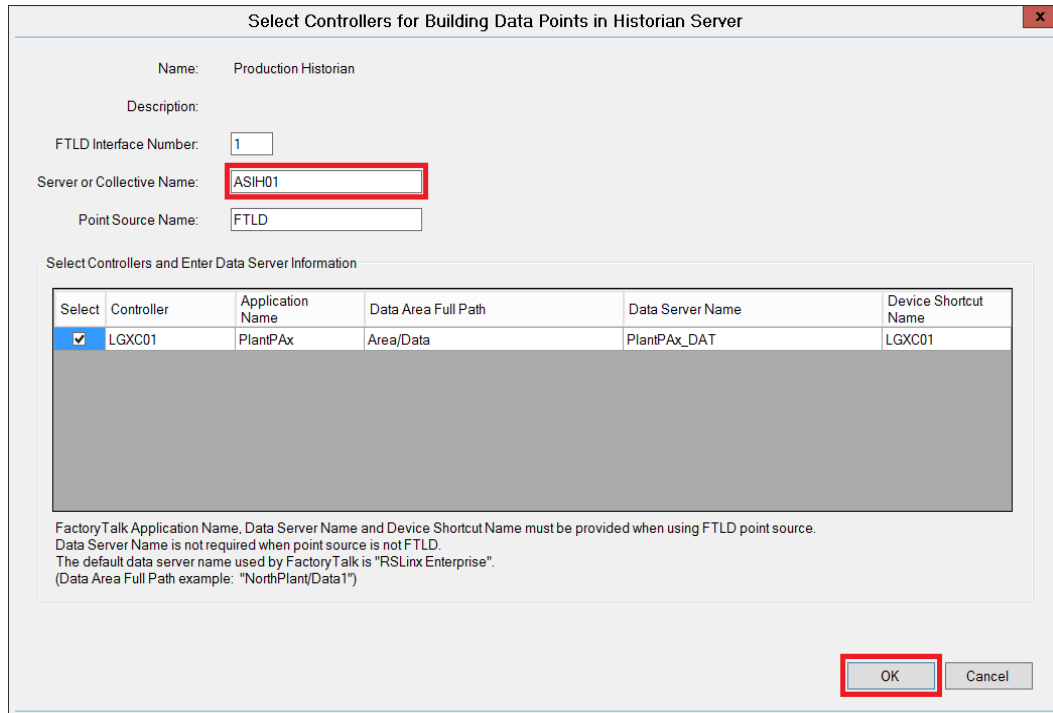 Select Controllers for Building Data Points in Historian Server
x
Name: Production Historian
Description:
FTLD Interface Number: 1
Server or Collective Name: ASIH01
Point Source Name: FTLD
Select Controllers and Enter Data Server Information
Select Controller Application Name Data Area Full Path Data Server Name Device Shortcut Name
LGXC01 PlantPAx Area/Data PlantPAx_DAT LGXC01
FactoryTalk Application Name, Data Server Name and Device Shortcut Name must be provided when using FTLD point source.
Data Server Name is not required when point source is not FTLD.
The default data server name used by FactoryTalk is "RSLinx Enterprise".
(Data Area Full Path example: "NorthPlant/Data1")
OK Cancel